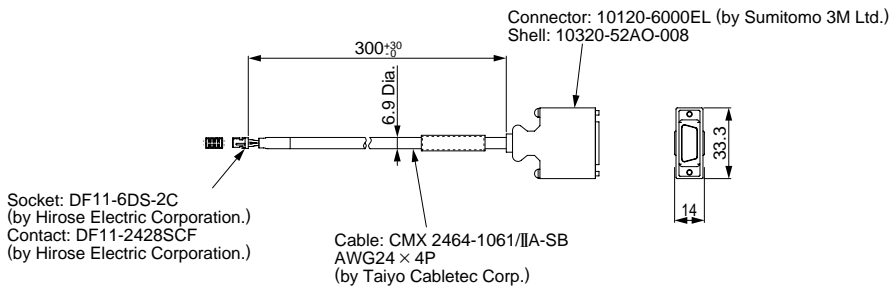 Connector: 10120-6000EL (by Sumitomo 3M Ltd.)
Shell: 10320-52AO-008
300 +30 -0
6.9 Dia.
33.3
14
Socket: DF11-6DS-2C
(by Hirose Electric Corporation.)
Contact: DF11-2428SCF
(by Hirose Electric Corporation.)
Cable: CMX 2464-1061/ⅡA-SB
AWG24 × 4P
(by Taiyo Cabletec Corp.)